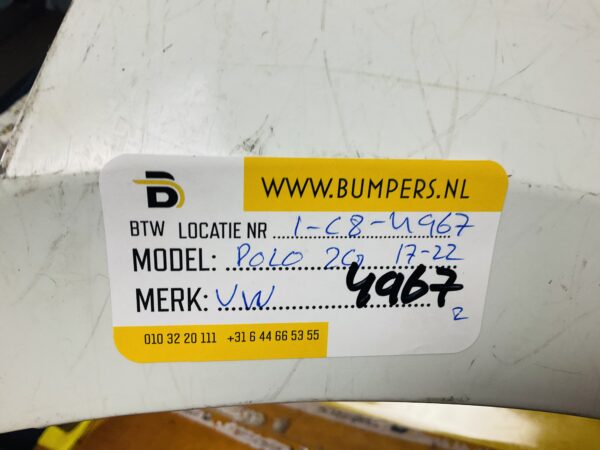 WWW.BUMPERS.NL
BTW LOCATIE NR 1-C8-4967
MODEL: POLO 2G 17-22
MERK: VW 4967
2
010 32 20 111 +31 6 44 66 53 55